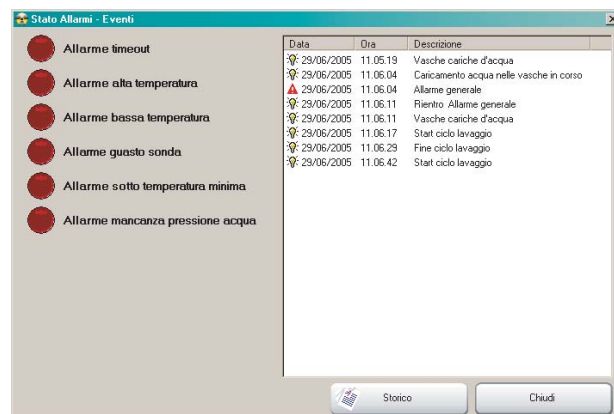 Stato Allarmi - Eventi
Allarme timeout
Allarme alta temperatura
Allarme bassa temperatura
Allarme guasto sonda
Allarme sotto temperatura minima
Allarme mancanza pressione acqua
Data Ora Descrizione
29/06/2005 11.05.19 Vasche cariche d'acqua
29/06/2005 11.06.04 Caricamento acqua nelle vasche in corso
29/06/2005 11.06.04 Allarme generale
29/06/2005 11.06.11 Rientro Allarme generale
29/06/2005 11.06.11 Vasche cariche d'acqua
29/06/2005 11.06.17 Start ciclo lavaggio
29/06/2005 11.06.29 Fine ciclo lavaggio
29/06/2005 11.06.42 Start ciclo lavaggio
Storico
Chiudi